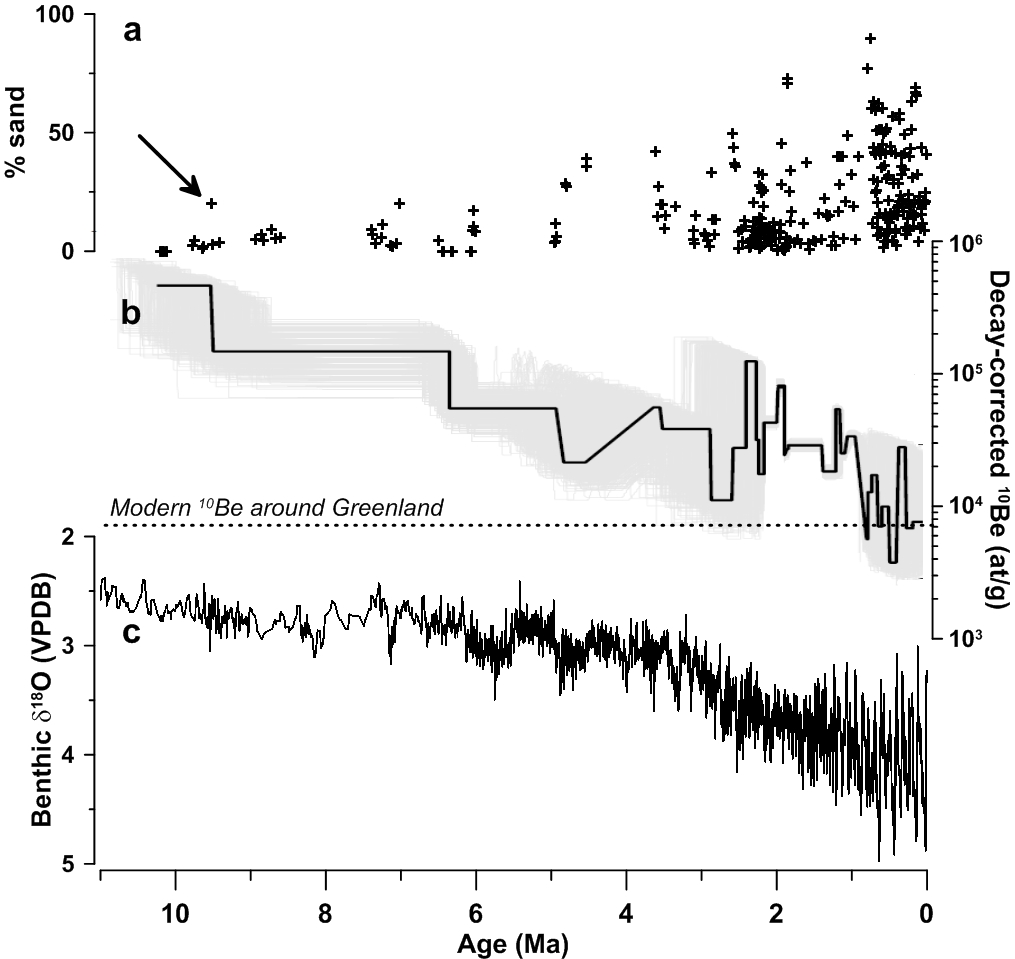 100
50
0
% sand
a
10⁶
10⁵
10⁴
10³
Decay-corrected ¹⁰Be (at/g)
b
Modern ¹⁰Be around Greenland
2
3
4
5
Benthic δ¹⁸O (VPDB)
c
10 8 6 4 2 0
Age (Ma)